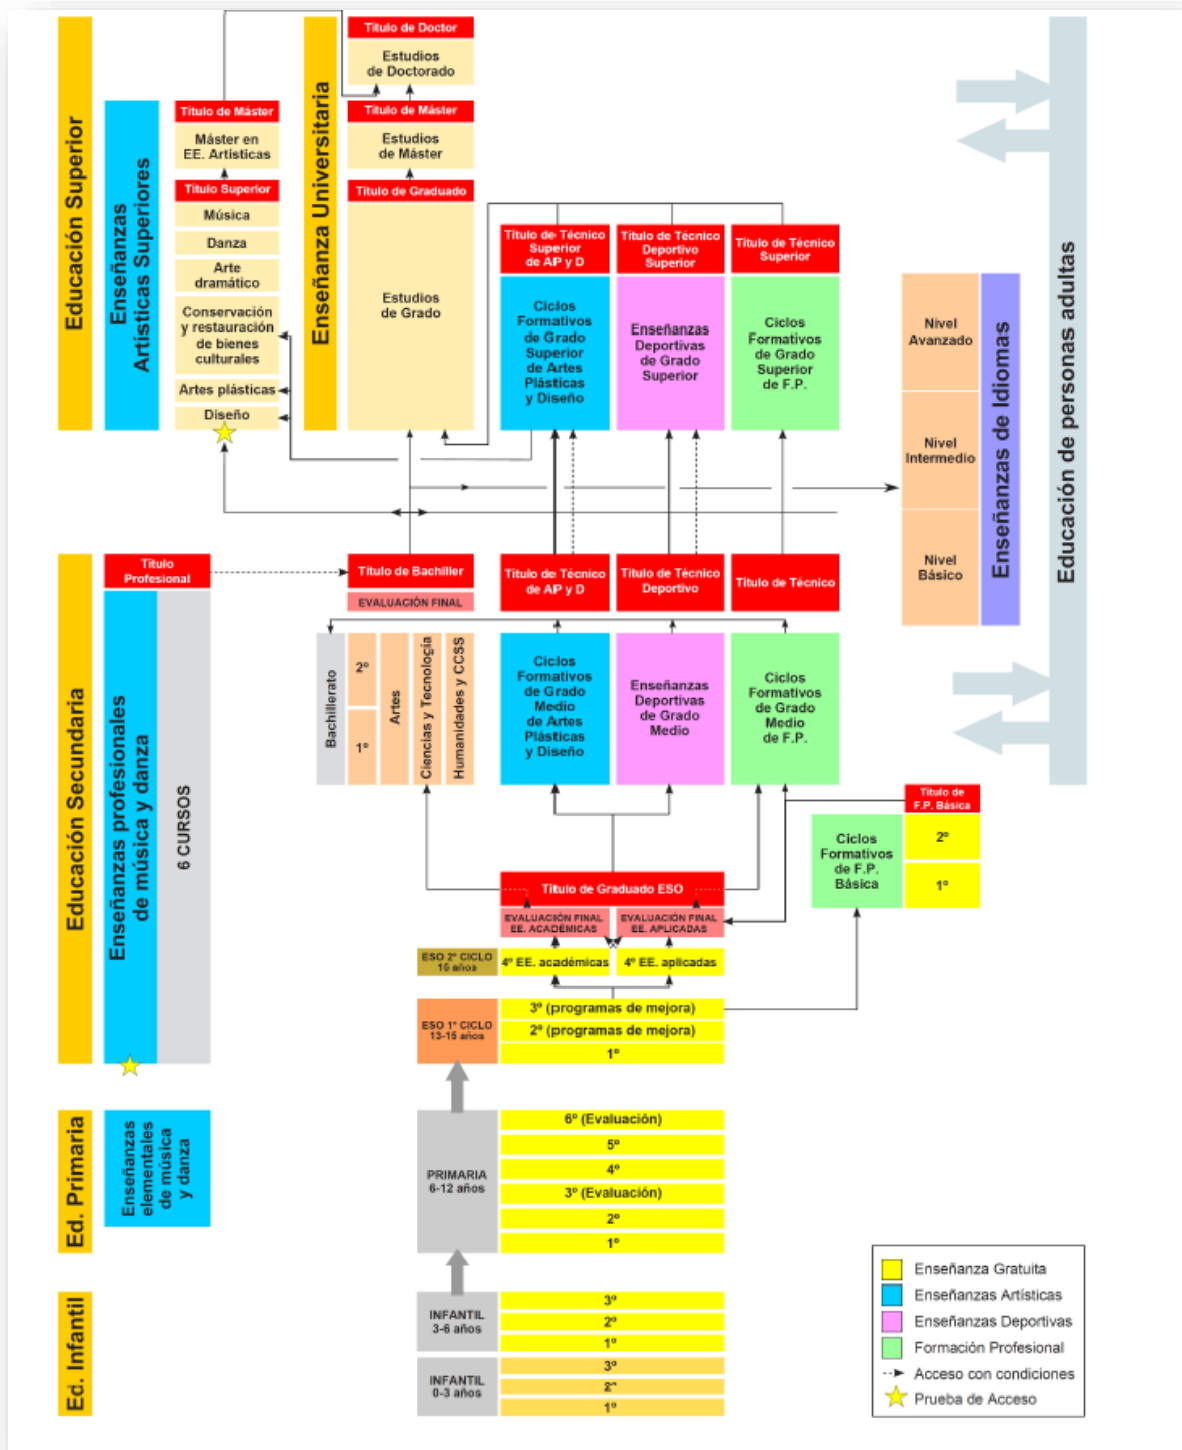 Título de Doctor
Estudios
de Doctorado
Título de Máster
Estudios
de Máster
Título de Graduado
Estudios
de Grado
Enseñanza Universitaria
Educación Superior
Enseñanzas
Artísticas Superiores
Título de Máster
Máster en
EE. Artísticas
Título Superior
Música
Danza
Arte
dramático
Conservación
y restauración
de bienes
culturales
Artes plásticas
Diseño
Título de Técnico
Superior
de AP y D
Ciclos
Formativos
de Grado
Superior
de Artes
Plásticas
y Diseño
Título de Técnico
Deportivo
Superior
Enseñanzas
Deportivas
de Grado
Superior
Título de Técnico
Superior
Ciclos
Formativos
de Grado
Superior
de F.P.
Nivel
Avanzado
Nivel
Intermedio
Nivel
Básico
Enseñanzas de Idiomas
Educación de personas adultas
Educación Secundaria
Título
Profesional
Enseñanzas profesionales
de música y danza
6 CURSOS
Título de Bachiller
EVALUACIÓN FINAL
Bachillerato
2º
1º
Artes
Ciencias y Tecnología
Humanidades y CCSS
Título de Técnico
de AP y D
Ciclos
Formativos
de Grado
Medio
de Artes
Plásticas
y Diseño
Título de Técnico
Deportivo
Enseñanzas
Deportivas
de Grado
Medio
Título de Técnico
Ciclos
Formativos
de Grado
Medio
de F.P.
Título de
F.P. Básica
Ciclos
Formativos
de F.P.
Básica
2º
1º
Título de Graduado ESO
EVALUACIÓN FINAL
EE. ACADÉMICAS
EVALUACIÓN FINAL
EE. APLICADAS
ESO 2º CICLO
16 años
4º EE. académicas
4º EE. aplicadas
ESO 1º CICLO
13-15 años
3º (programas de mejora)
2º (programas de mejora)
1º
Ed. Primaria
Enseñanzas
elementales
de música
y danza
PRIMARIA
6-12 años
6º (Evaluación)
5º
4º
3º (Evaluación)
2º
1º
Ed. Infantil
INFANTIL
3-6 años
3º
2º
1º
INFANTIL
0-3 años
3º
2º
1º
Enseñanza Gratuita
Enseñanzas Artísticas
Enseñanzas Deportivas
Formación Profesional
Acceso con condiciones
Prueba de Acceso